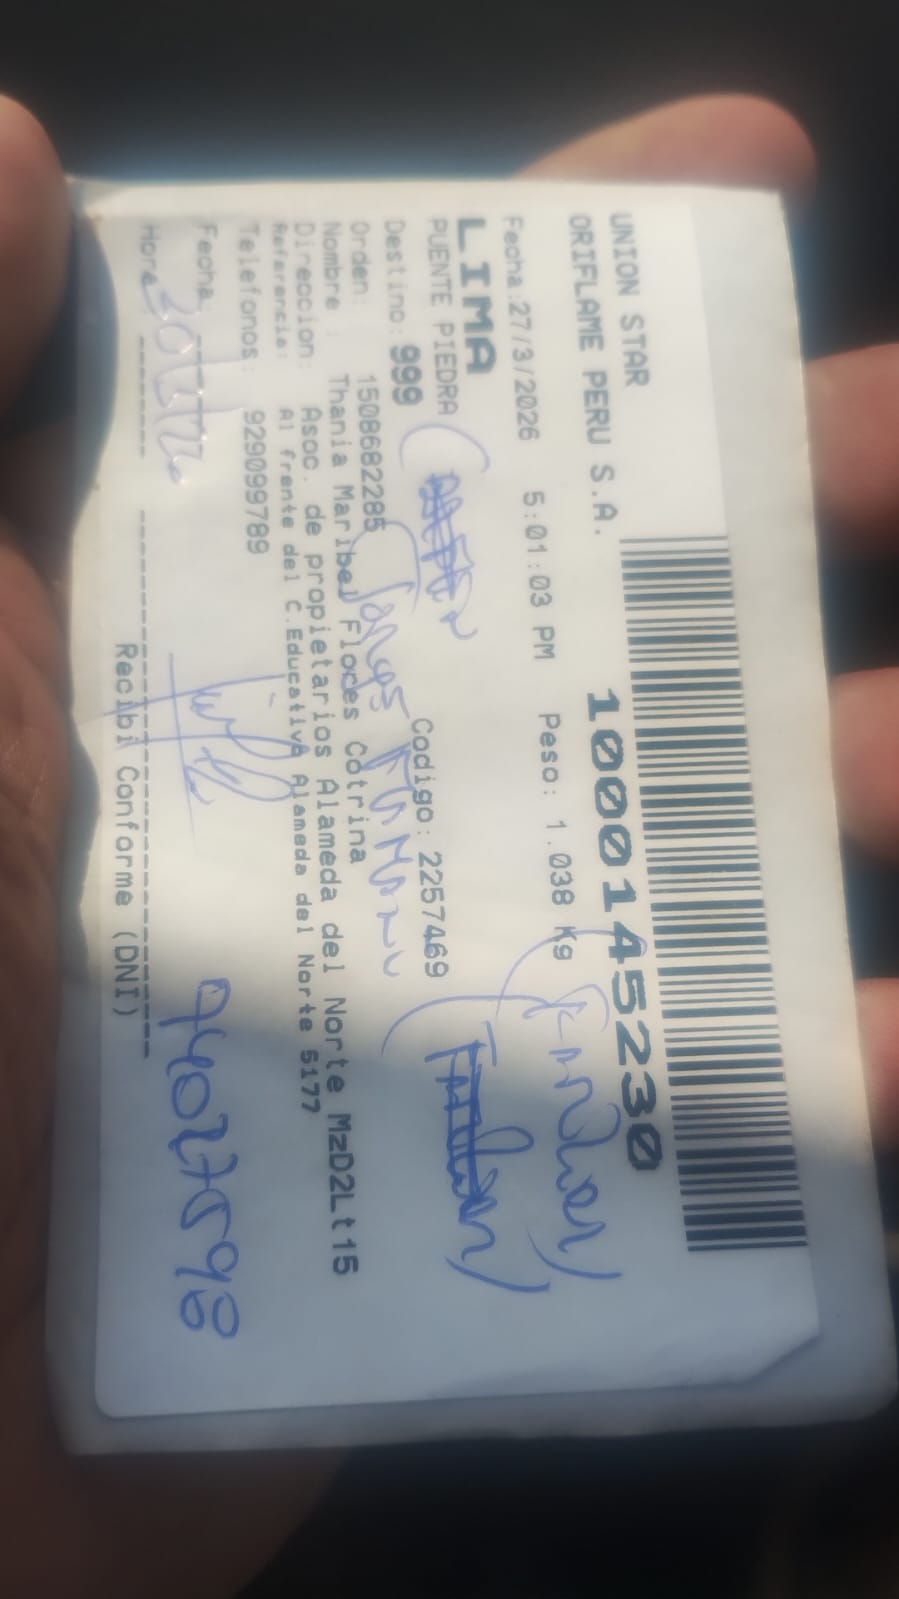 UNION STAR
ORIFLAME PERU S.A.
1000145230
Fecha:27/3/2026 5:01:03 PM Peso: 1.038 Kg
LIMA
PUENTE PIEDRA
Destino: 999 Codigo: 2257469
Orden: 1508682285
Nombre : Thania Maribel Flores Cotrina
Direccion: Asoc. de propietarios Alameda del Norte MzD2Lt15
Referencia: Al frente del C.Educativo Alameda del Norte 5177,
Telefonos: 929099789
Fecha
Hora
Recibi Conforme (DNI)